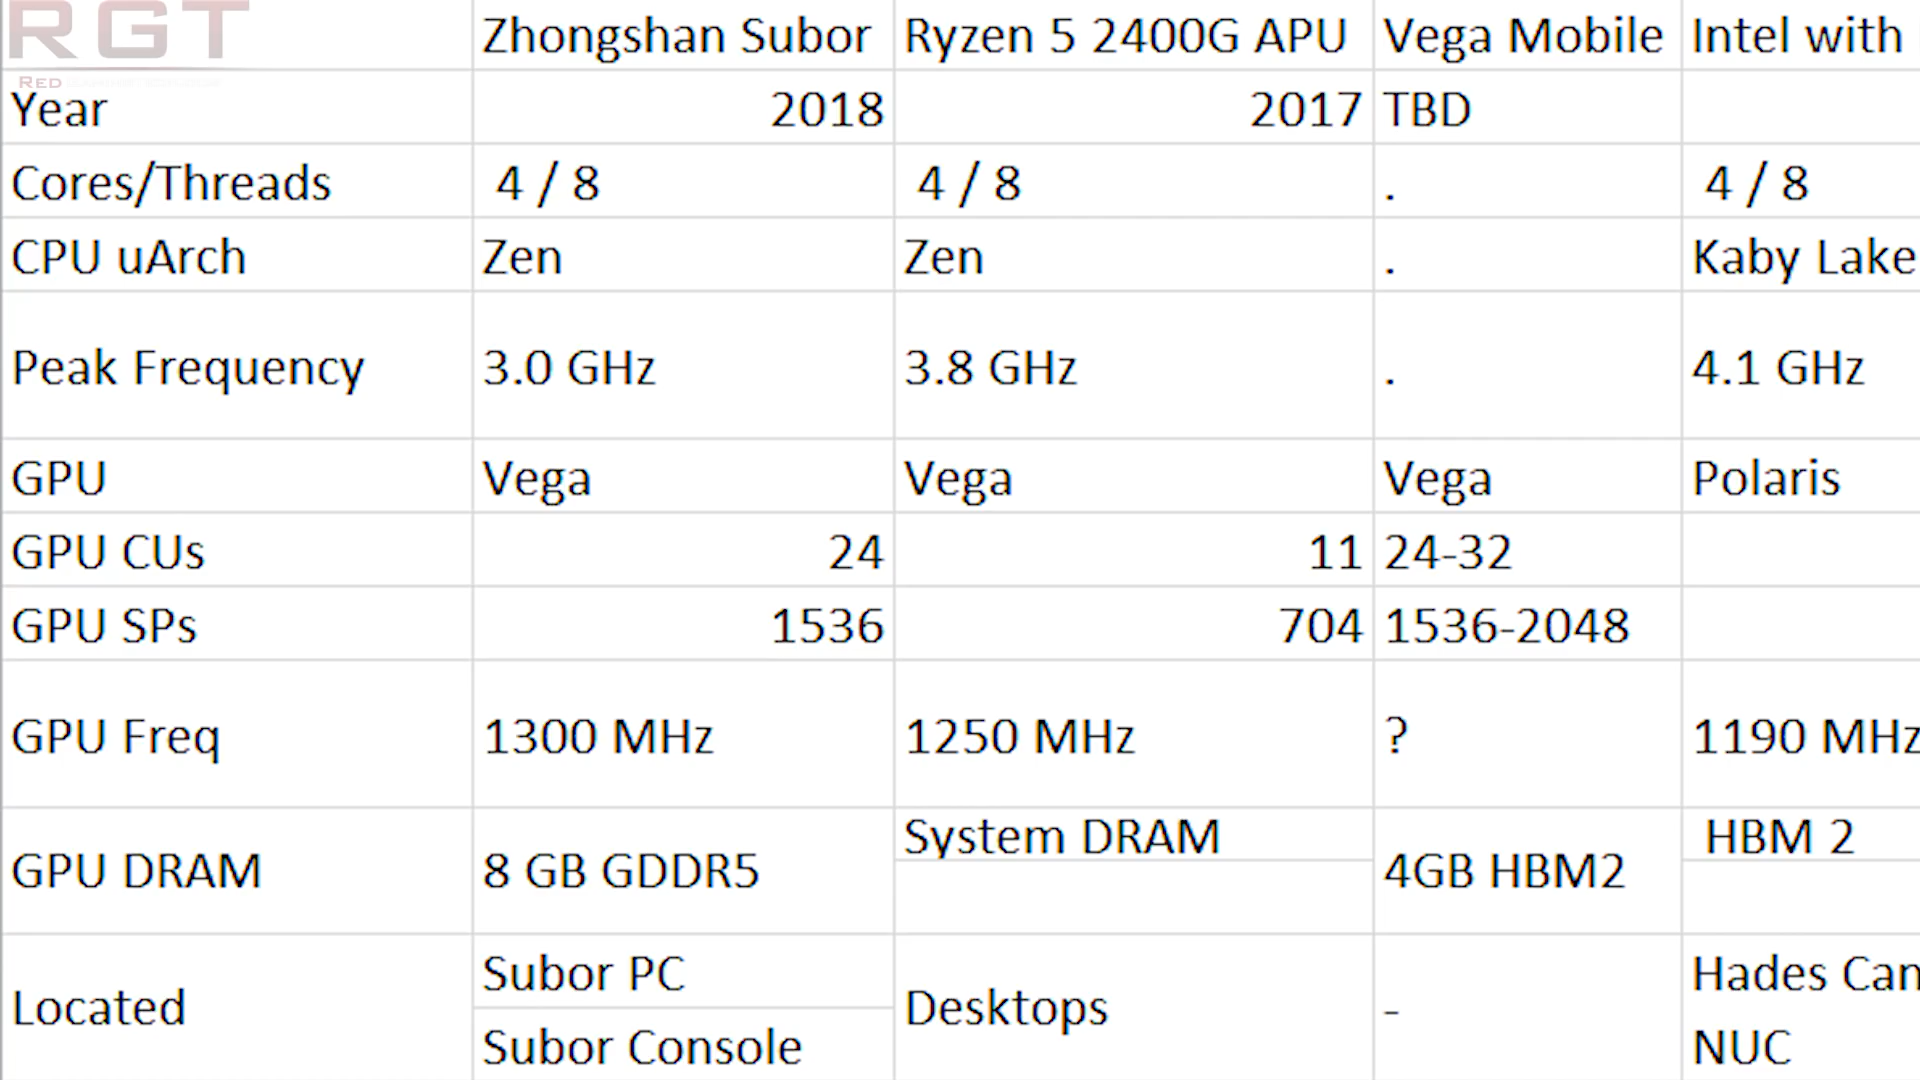 RGT
RED
Zhongshan Subor Ryzen 5 2400G APU Vega Mobile Intel with
Year 2018 2017 TBD
Cores/Threads 4 / 8 4 / 8 . 4 / 8
CPU uArch Zen Zen . Kaby Lake
Peak Frequency 3.0 GHz 3.8 GHz . 4.1 GHz
GPU Vega Vega Vega Polaris
GPU CUs 24 11 24-32
GPU SPs 1536 704 1536-2048
GPU Freq 1300 MHz 1250 MHz ? 1190 MHz
GPU DRAM 8 GB GDDR5 System DRAM 4GB HBM2 HBM 2
Located Subor PC Desktops - Hades Can
Subor Console NUC